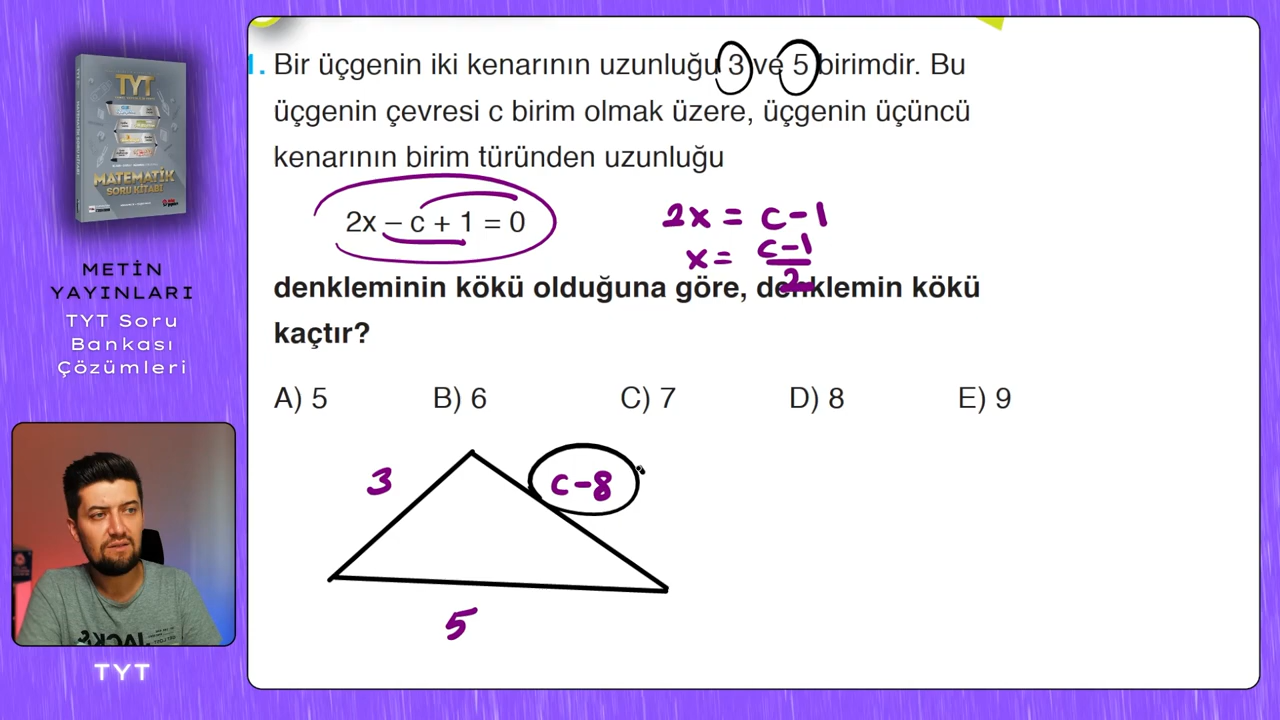 1. Bir üçgenin iki kenarının uzunluğu 3 ve 5 birimdir. Bu
üçgenin çevresi c birim olmak üzere, üçgenin üçüncü
kenarının birim türünden uzunluğu
2x – c + 1 = 0
2x = c-1
x = c-1
2
denkleminin kökü olduğuna göre, denklemin kökü
kaçtır?
A) 5 B) 6 C) 7 D) 8 E) 9
3
c-8
5
TYT
MATEMATİK
SORU KİTABI
METİN
YAYINLARI
TYT Soru
Bankası
Çözümleri
TYT